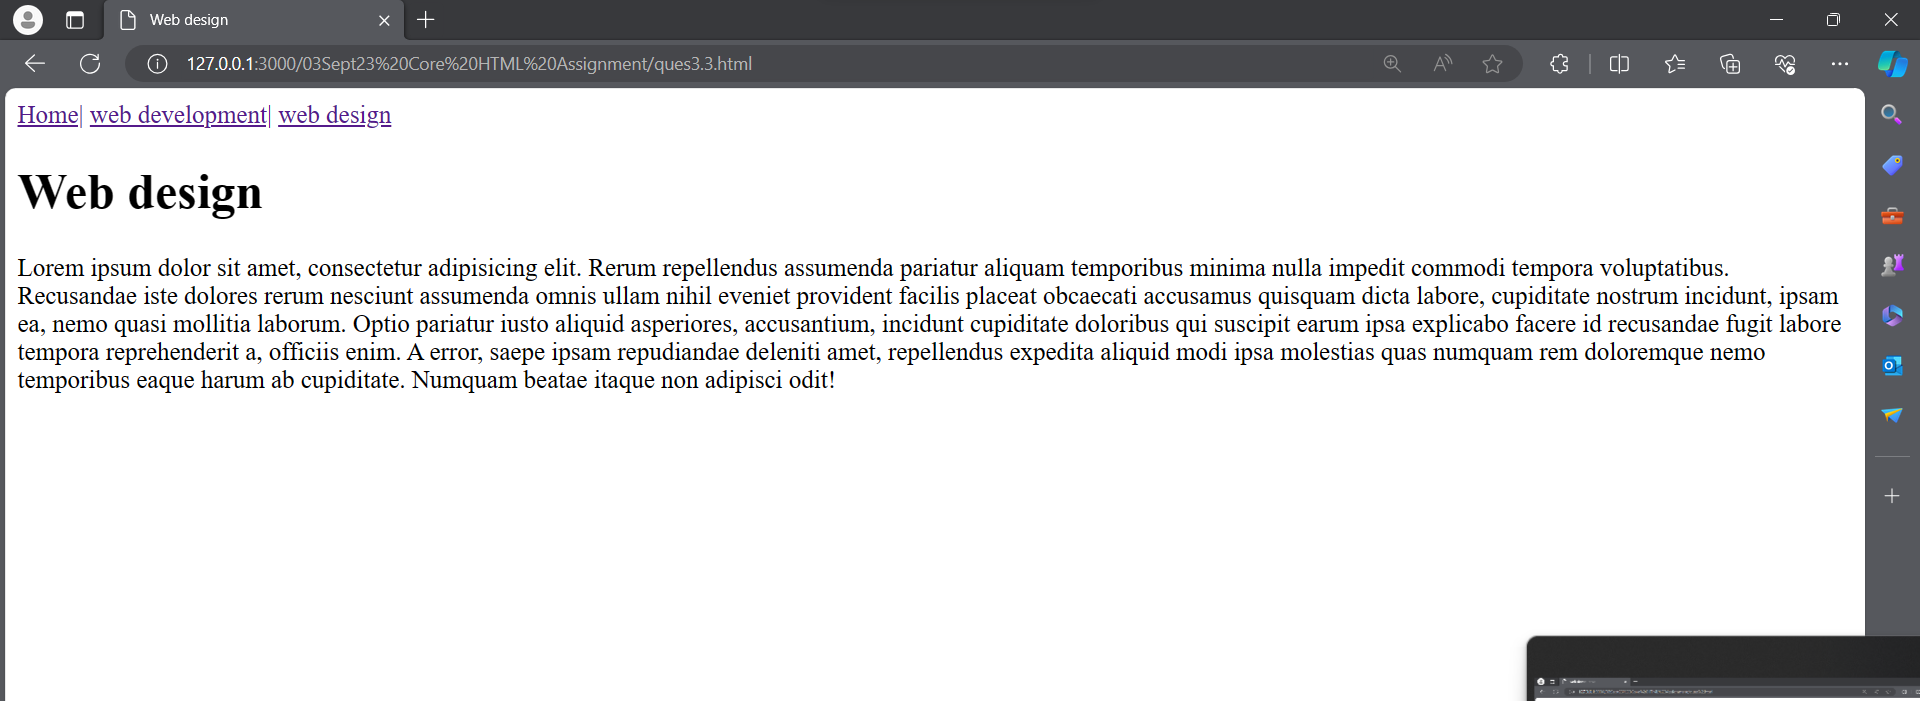 Web design
127.0.0.1:3000/03Sept23%20Core%20HTML%20Assignment/ques3.3.html
Home| web development| web design
Web design
Lorem ipsum dolor sit amet, consectetur adipisicing elit. Rerum repellendus assumenda pariatur aliquam temporibus minima nulla impedit commodi tempora voluptatibus.
Recusandae iste dolores rerum nesciunt assumenda omnis ullam nihil eveniet provident facilis placeat obcaecati accusamus quisquam dicta labore, cupiditate nostrum incidunt, ipsam
ea, nemo quasi mollitia laborum. Optio pariatur iusto aliquid asperiores, accusantium, incidunt cupiditate doloribus qui suscipit earum ipsa explicabo facere id recusandae fugit labore
tempora reprehenderit a, officiis enim. A error, saepe ipsam repudiandae deleniti amet, repellendus expedita aliquid modi ipsa molestias quas numquam rem doloremque nemo
temporibus eaque harum ab cupiditate. Numquam beatae itaque non adipisci odit!